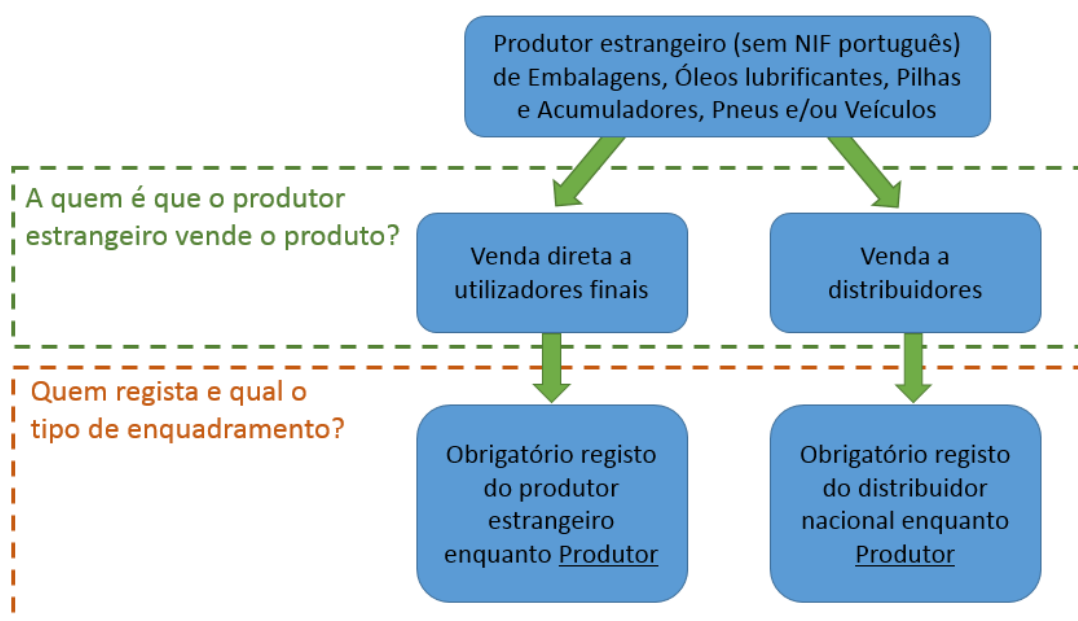 Produtor estrangeiro (sem NIF português)
de Embalagens, Óleos lubrificantes, Pilhas
e Acumuladores, Pneus e/ou Veículos
A quem é que o produtor
estrangeiro vende o produto?
Venda direta a
utilizadores finais
Venda a
distribuidores
Quem regista e qual o
tipo de enquadramento?
Obrigatório registo
do produtor
estrangeiro
enquanto Produtor
Obrigatório registo
do distribuidor
nacional enquanto
Produtor